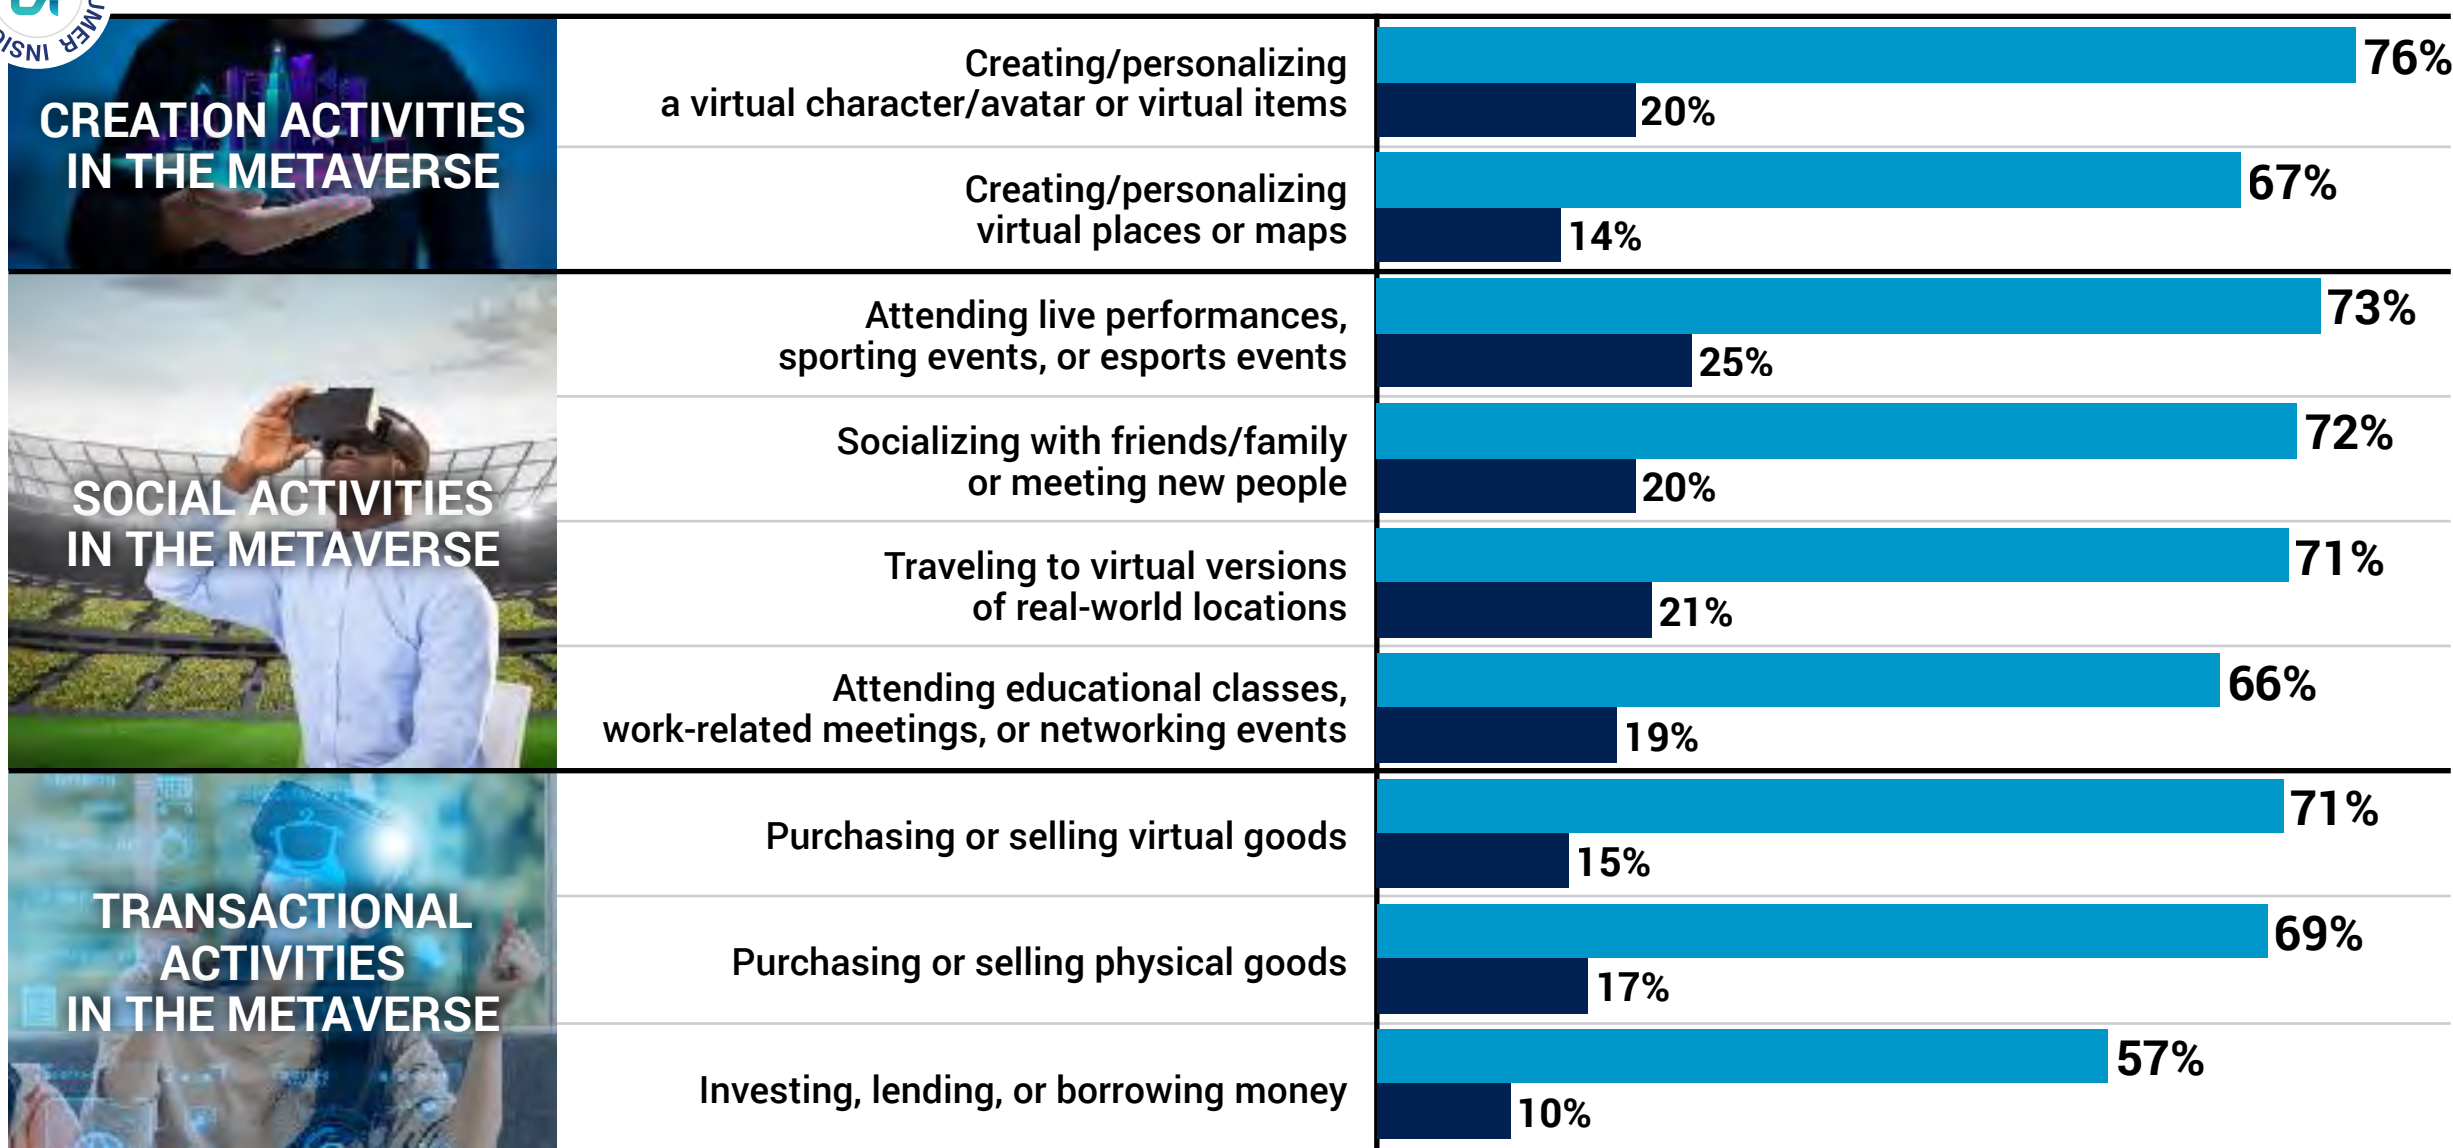 CREATION ACTIVITIES
IN THE METAVERSE
Creating/personalizing
a virtual character/avatar or virtual items
76%
20%
Creating/personalizing
virtual places or maps
67%
14%
SOCIAL ACTIVITIES
IN THE METAVERSE
Attending live performances,
sporting events, or esports events
73%
25%
Socializing with friends/family
or meeting new people
72%
20%
Traveling to virtual versions
of real-world locations
71%
21%
Attending educational classes,
work-related meetings, or networking events
66%
19%
TRANSACTIONAL
ACTIVITIES
IN THE METAVERSE
Purchasing or selling virtual goods
71%
15%
Purchasing or selling physical goods
69%
17%
Investing, lending, or borrowing money
57%
10%